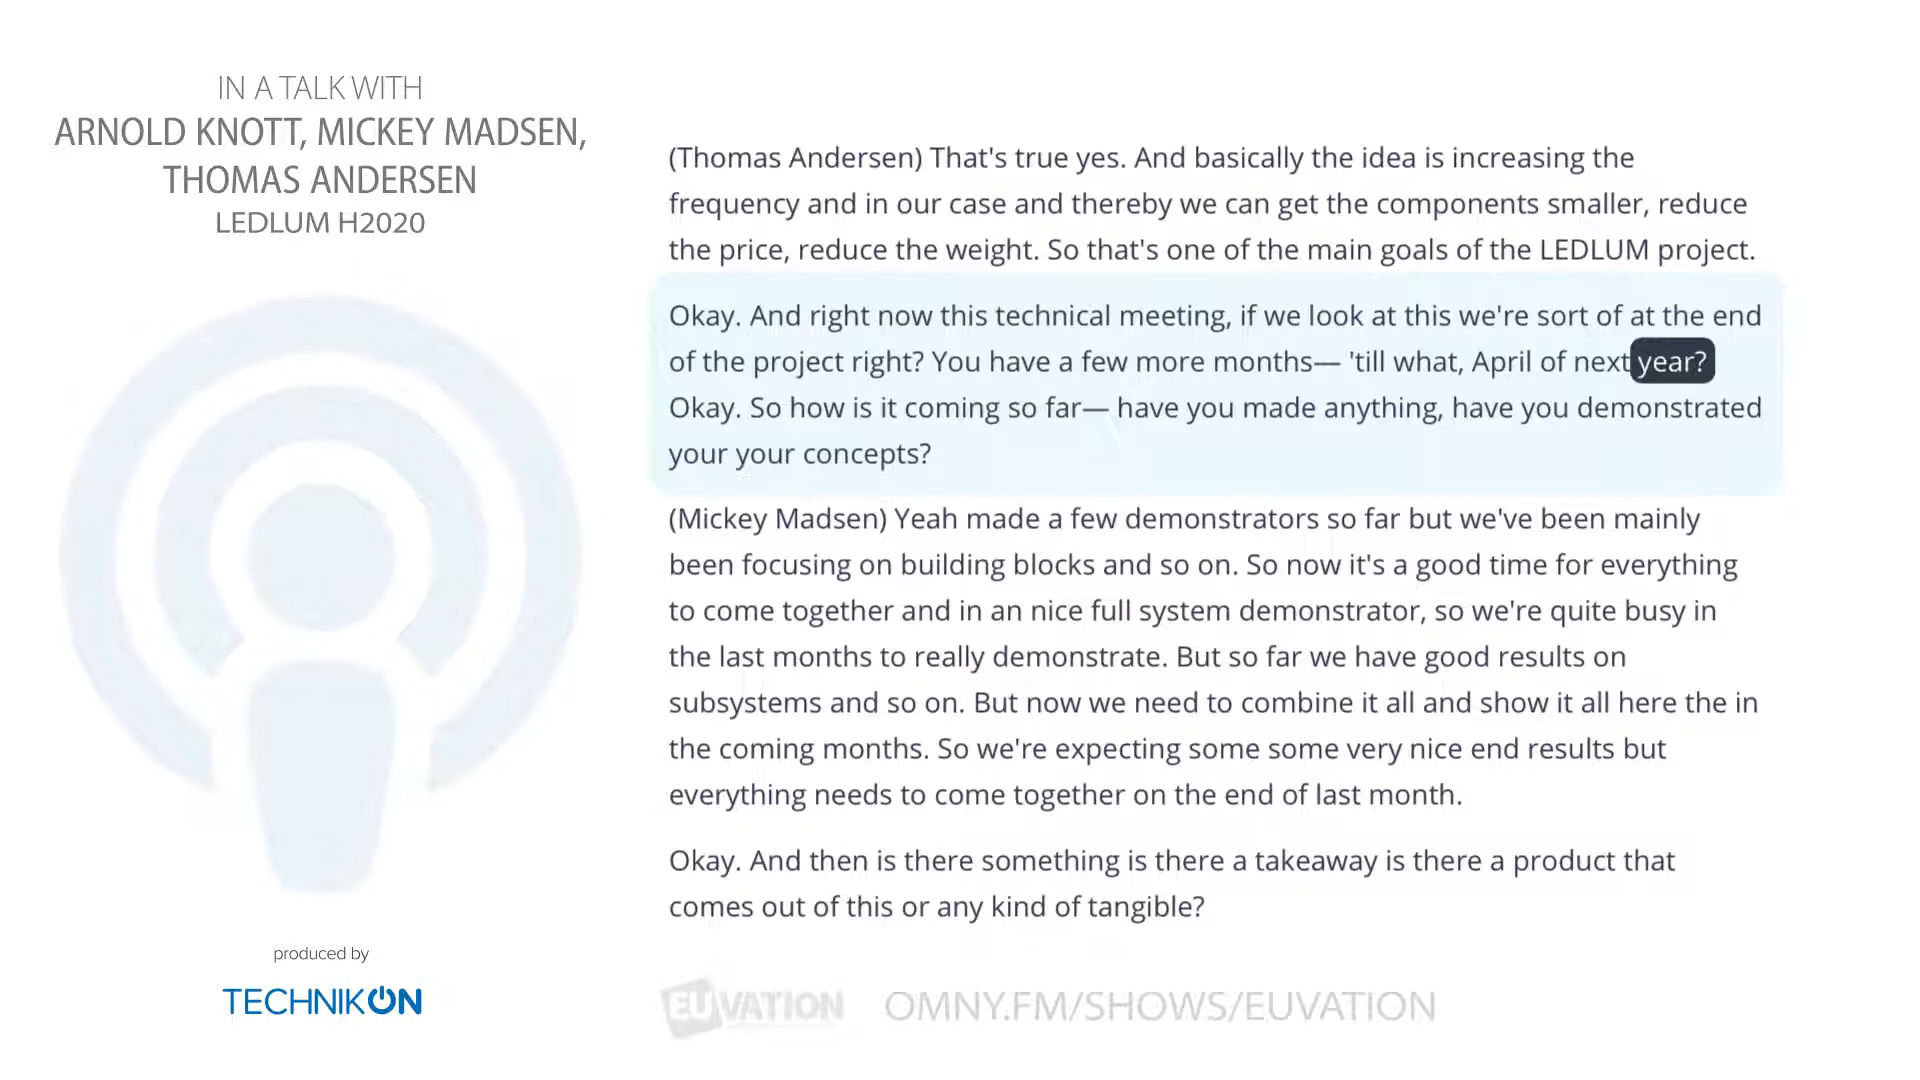 IN A TALK WITH
ARNOLD KNOTT, MICKEY MADSEN,
THOMAS ANDERSEN
LEDLUM H2020
produced by
TECHNIKON
(Thomas Andersen) That's true yes. And basically the idea is increasing the
frequency and in our case and thereby we can get the components smaller, reduce
the price, reduce the weight. So that's one of the main goals of the LEDLUM project.
Okay. And right now this technical meeting, if we look at this we're sort of at the end
of the project right? You have a few more months— 'till what, April of next year?
Okay. So how is it coming so far— have you made anything, have you demonstrated
your your concepts?
(Mickey Madsen) Yeah made a few demonstrators so far but we've been mainly
been focusing on building blocks and so on. So now it's a good time for everything
to come together and in an nice full system demonstrator, so we're quite busy in
the last months to really demonstrate. But so far we have good results on
subsystems and so on. But now we need to combine it all and show it all here the in
the coming months. So we're expecting some some very nice end results but
everything needs to come together on the end of last month.
Okay. And then is there something is there a takeaway is there a product that
comes out of this or any kind of tangible?
EUVATION OMNY.FM/SHOWS/EUVATION